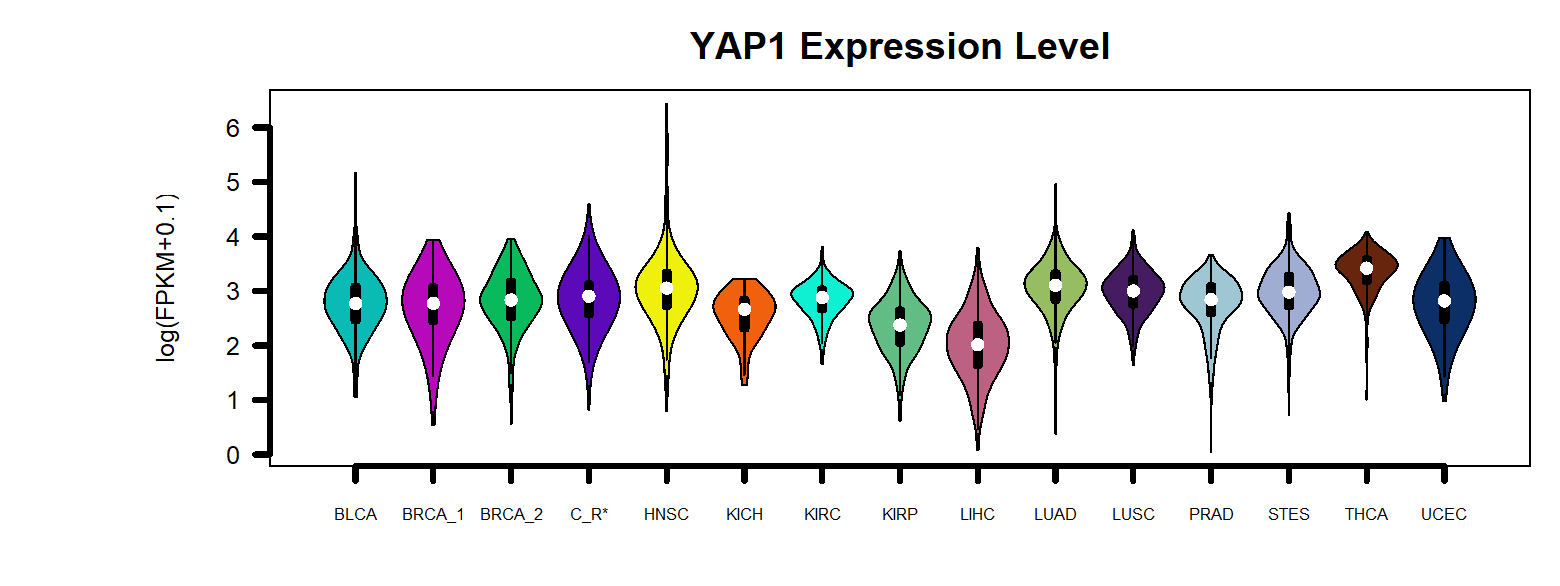 YAP1 Expression Level
log(FPKM+0.1)
6
5
4
3
2
1
0
BLCA BRCA_1 BRCA_2 C_R* HNSC KICH KIRC KIRP LIHC LUAD LUSC PRAD STES THCA UCEC